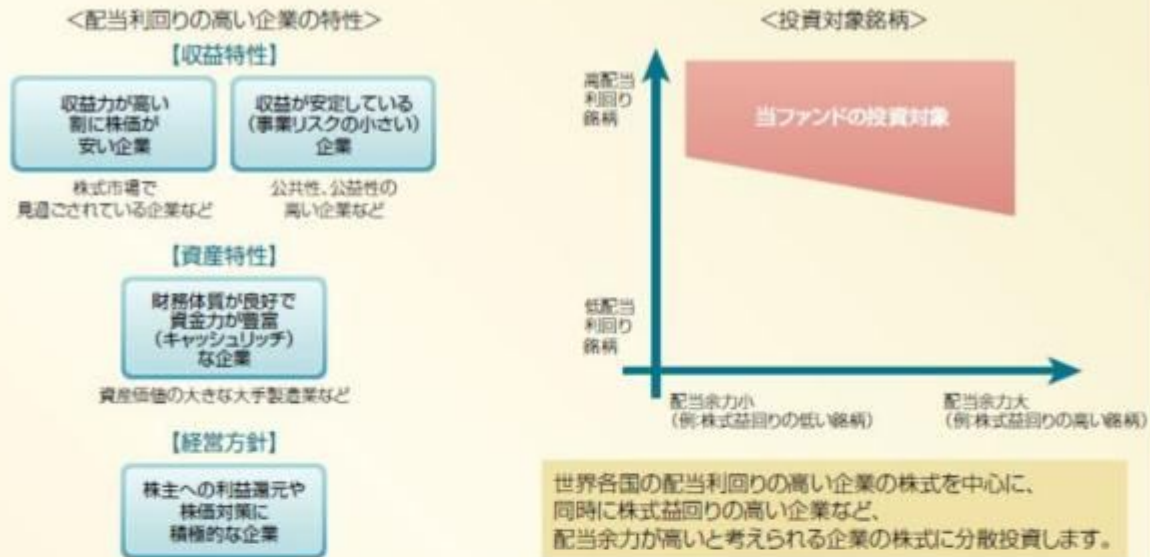 ＜配当利回りの高い企業の特性＞
【収益特性】
収益力が高い
割に株価が
安い企業
株式市場で
見過ごされている企業など
収益が安定している
（事業リスクの小さい）
企業
公共性、公益性の
高い企業など
【資産特性】
財務体質が良好で
資金力が豊富
（キャッシュリッチ）
な企業
資産価値の大きな大手製造業など
【経営方針】
株主への利益還元や
株価対策に
積極的な企業
＜投資対象銘柄＞
高配当
利回り
銘柄
当ファンドの投資対象
低配当
利回り
銘柄
配当余力小
（例:株式益回りの低い銘柄）
配当余力大
（例:株式益回りの高い銘柄）
世界各国の配当利回りの高い企業の株式を中心に、
同時に株式益回りの高い企業など、
配当余力が高いと考えられる企業の株式に分散投資します。